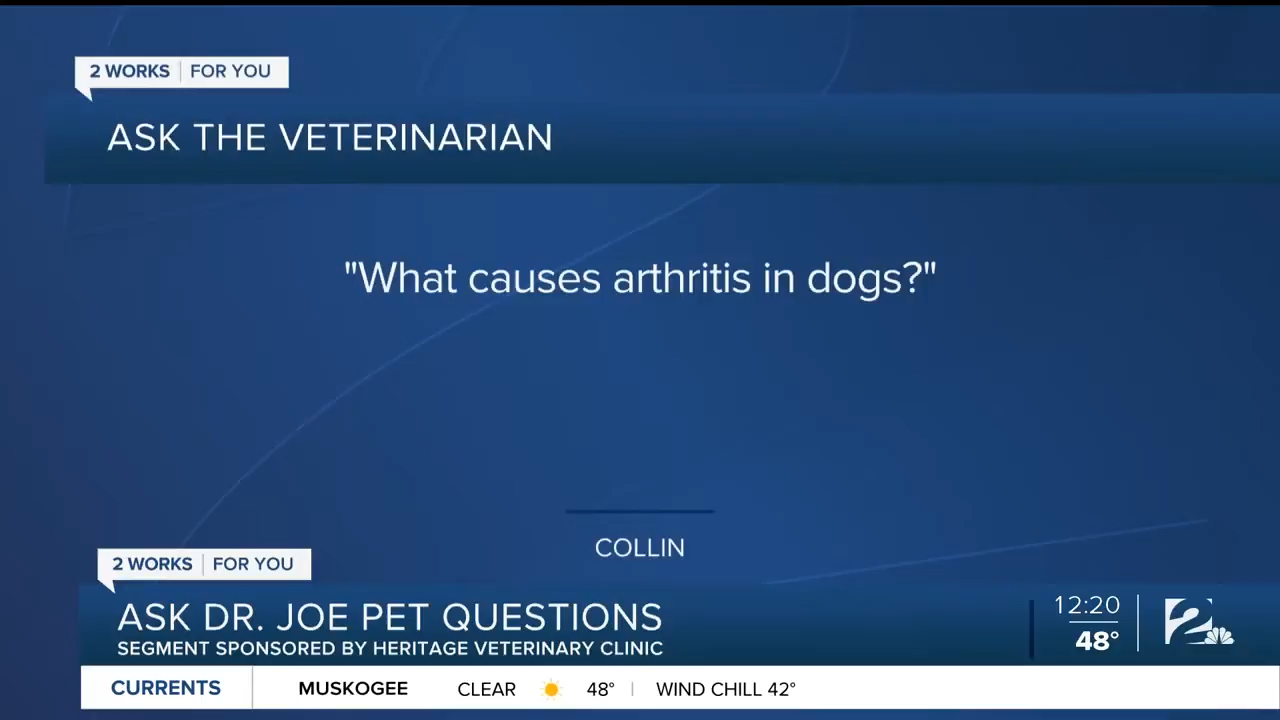 2 WORKS FOR YOU
ASK THE VETERINARIAN
"What causes arthritis in dogs?"
COLLIN
2 WORKS FOR YOU
ASK DR. JOE PET QUESTIONS
SEGMENT SPONSORED BY HERITAGE VETERINARY CLINIC
12:20
48°
2
CURRENTS MUSKOGEE CLEAR 48° WIND CHILL 42°